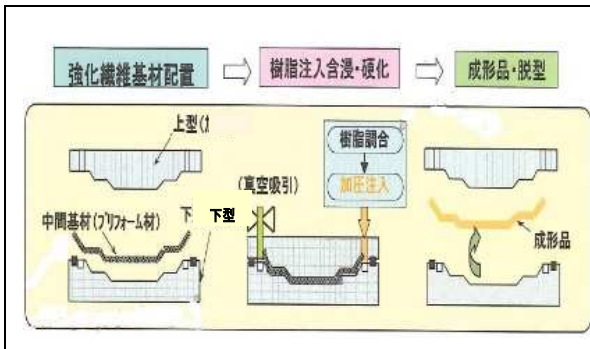 強化繊維基材配置
樹脂注入含浸・硬化
成形品・脱型
上型(
樹脂調合
加圧注入
(真空吸引)
下
下型
中間基材(プリフォーム材)
成形品